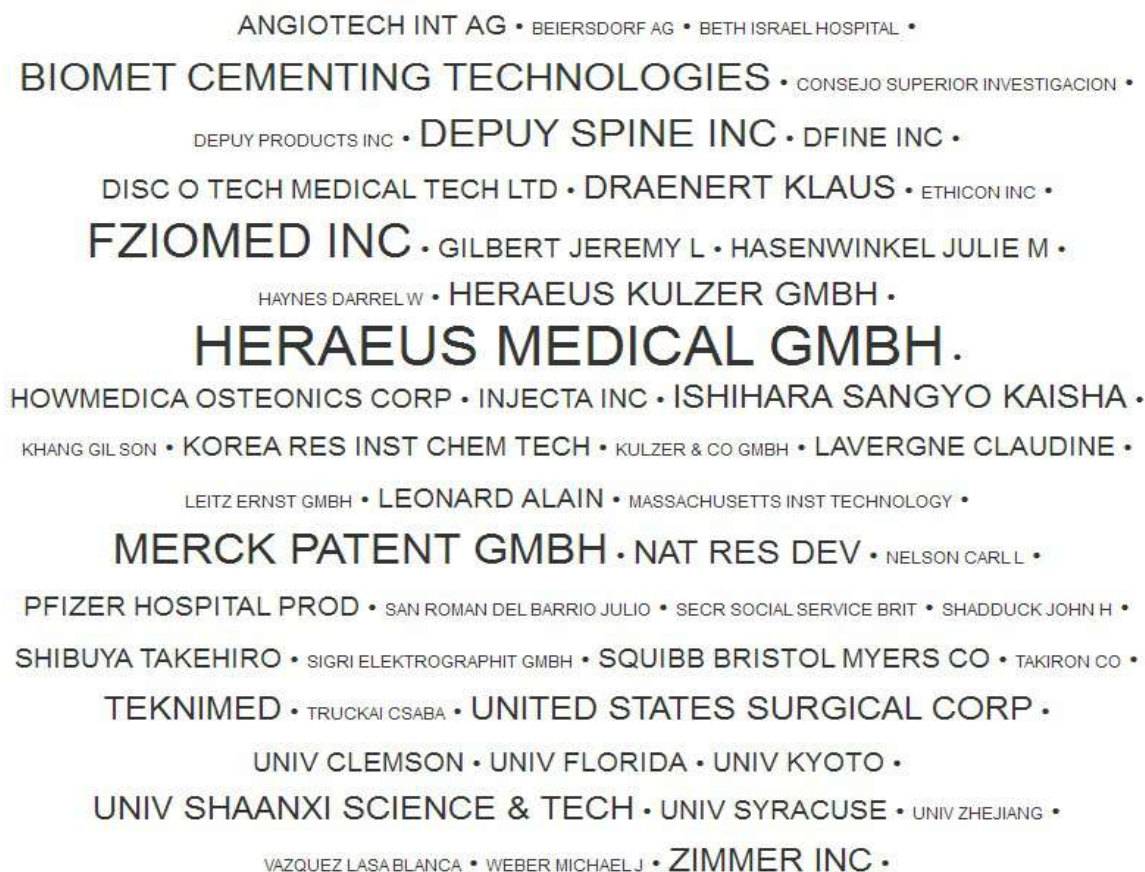 ANGIOTECH INT AG • BEIERSDORF AG • BETH ISRAEL HOSPITAL •
BIOMET CEMENTING TECHNOLOGIES • CONSEJO SUPERIOR INVESTIGACION •
DEPUY PRODUCTS INC • DEPUY SPINE INC • DFINE INC •
DISC O TECH MEDICAL TECH LTD • DRAENERT KLAUS • ETHICON INC •
FZIOMED INC • GILBERT JEREMY L • HASENWINKEL JULIE M •
HAYNES DARREL W • HERAEUS KULZER GMBH •
HERAEUS MEDICAL GMBH •
HOWMEDICA OSTEONICS CORP • INJECTA INC • ISHIHARA SANGYO KAISHA •
KHANG GIL SON • KOREA RES INST CHEM TECH • KULZER & CO GMBH • LAVERGNE CLAUDINE •
LEITZ ERNST GMBH • LEONARD ALAIN • MASSACHUSETTS INST TECHNOLOGY •
MERCK PATENT GMBH • NAT RES DEV • NELSON CARL L •
PFIZER HOSPITAL PROD • SAN ROMAN DEL BARRIO JULIO • SECR SOCIAL SERVICE BRIT • SHADDUCK JOHN H •
SHIBUYA TAKEHIRO • SIGRI ELEKTROGRAPHIT GMBH • SQUIBB BRISTOL MYERS CO • TAKIRON CO •
TEKNIMED • TRUCKAI CSABA • UNITED STATES SURGICAL CORP •
UNIV CLEMSON • UNIV FLORIDA • UNIV KYOTO •
UNIV SHAANXI SCIENCE & TECH • UNIV SYRACUSE • UNIV ZHEJIANG •
VAZQUEZ LASA BLANCA • WEBER MICHAEL J • ZIMMER INC •